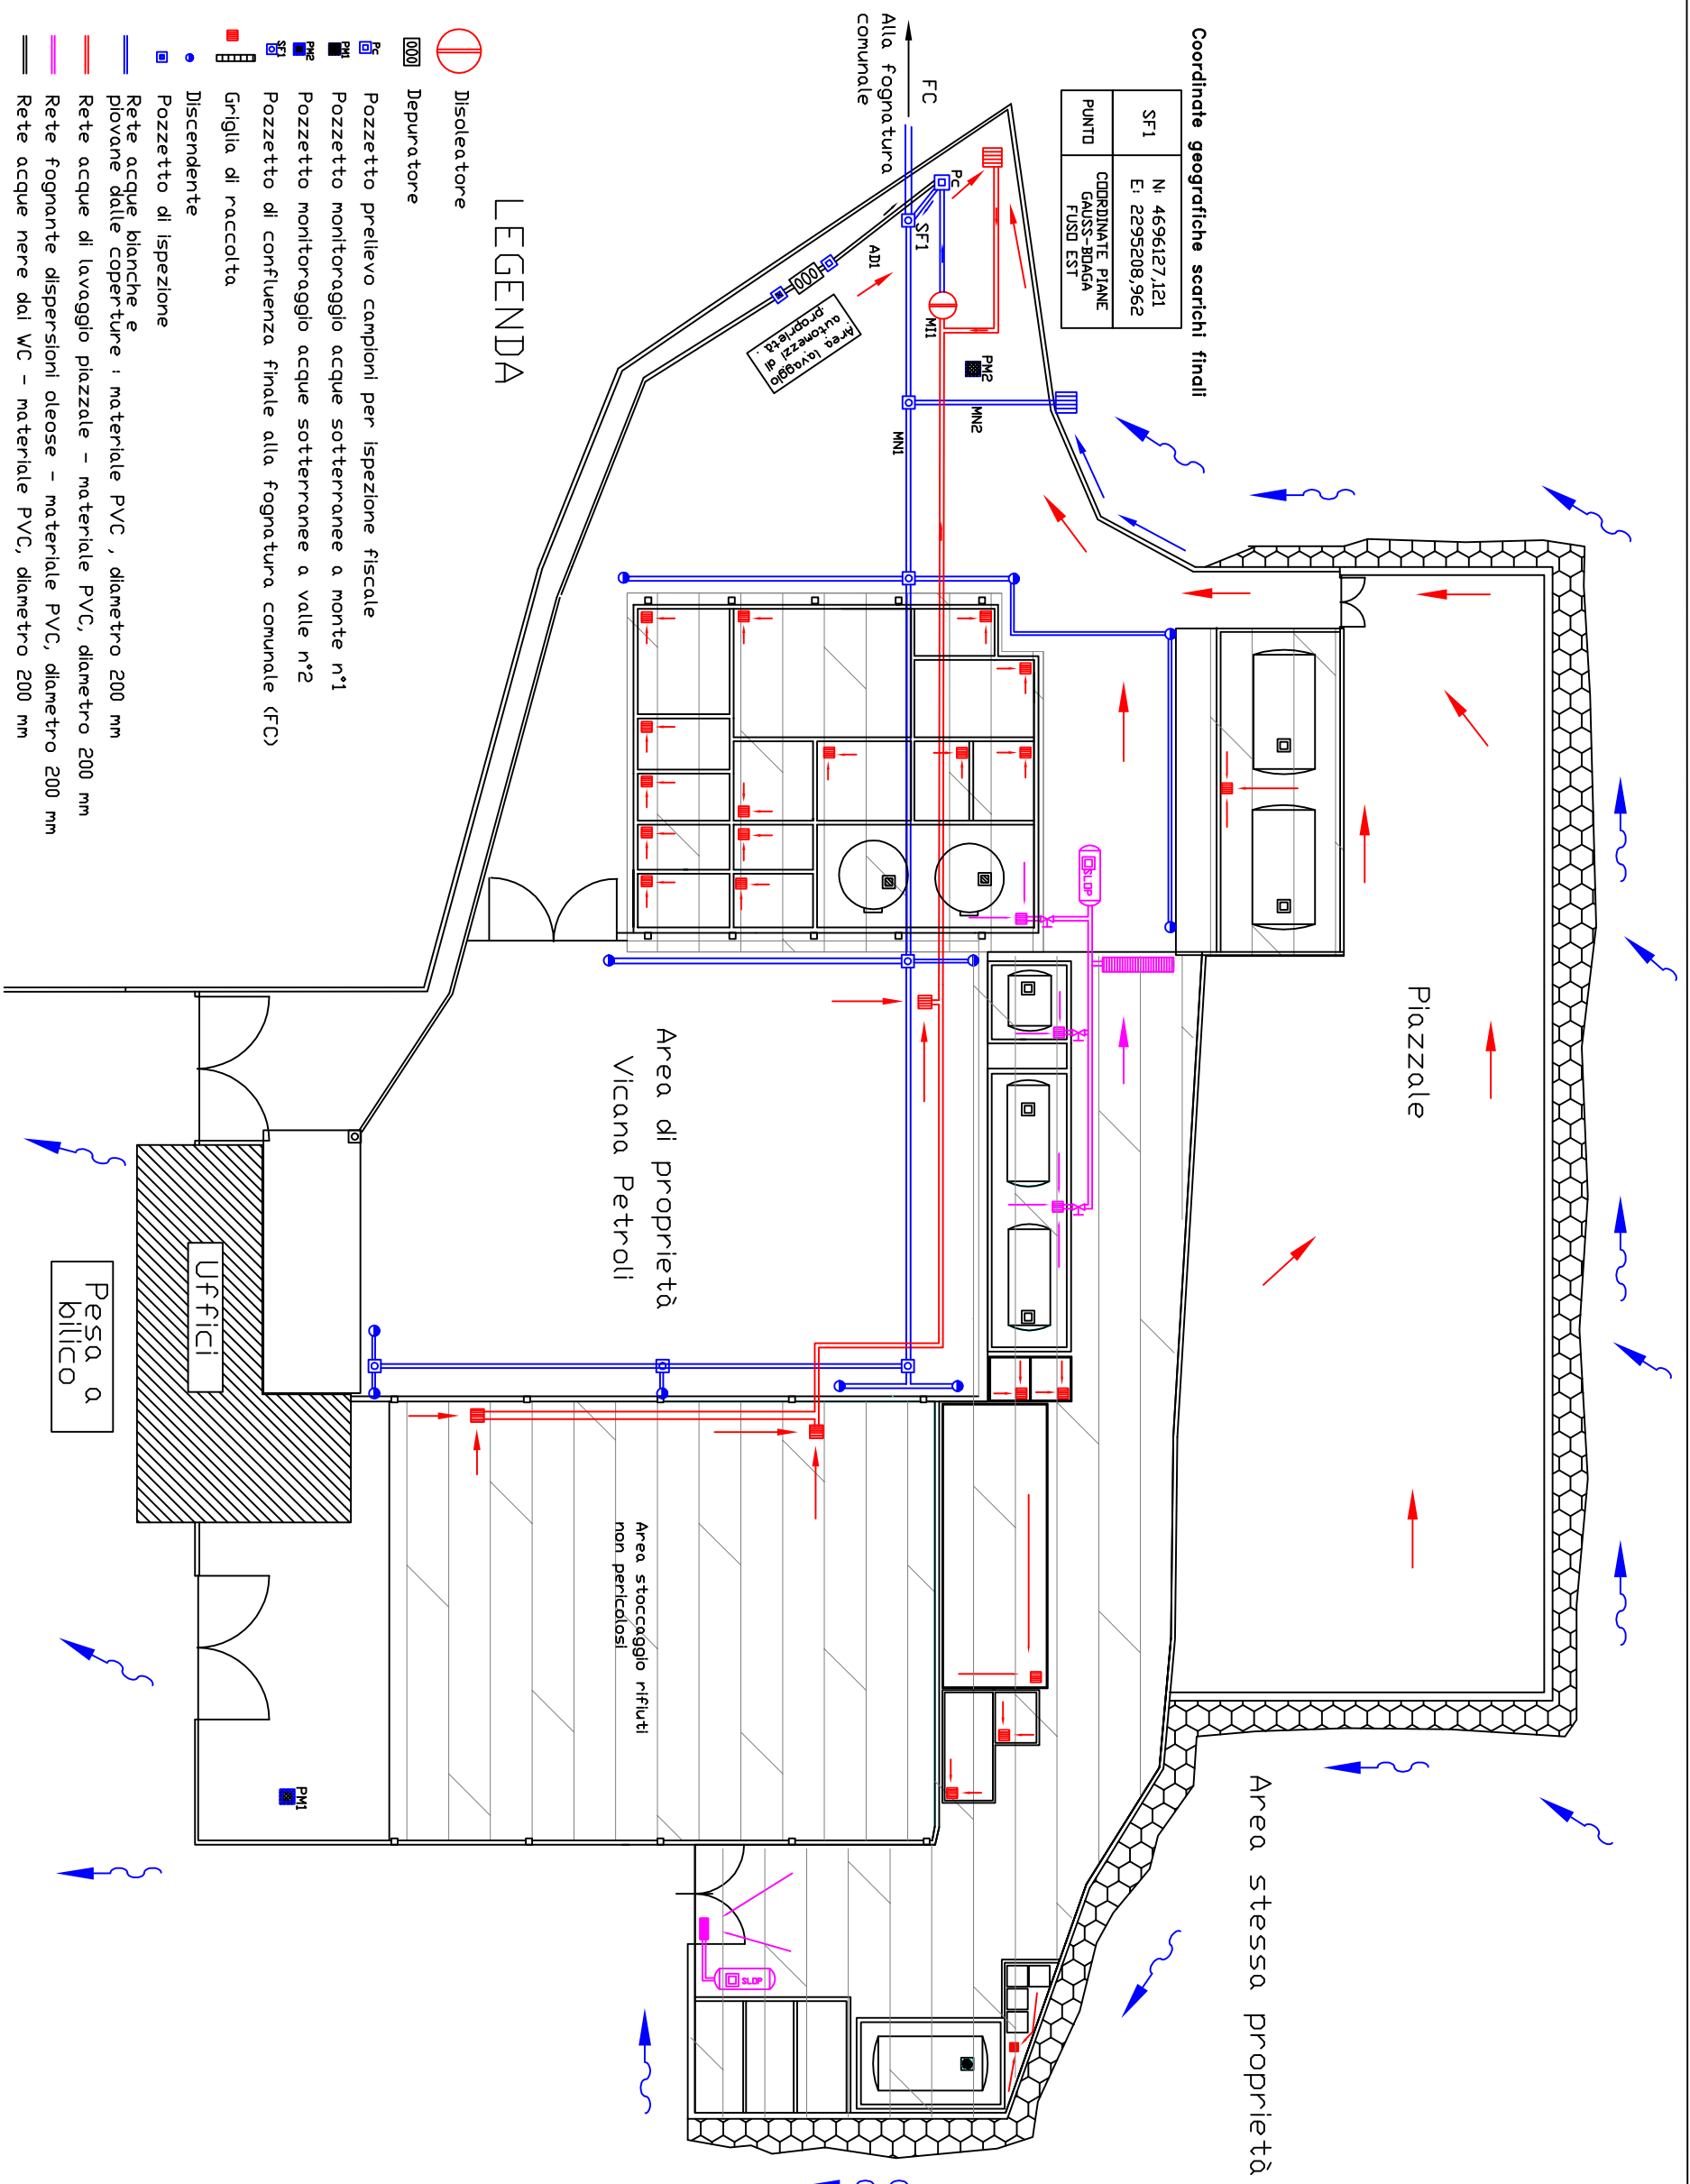 Coordinate geografiche scarichi finali
SF1
N: 4696127,121
E: 2295208,962
PUNTO
COORDINATE PIANE
GAUSS-BOAGA
FUSO EST
FC
Alla fognatura
comunale
Pc
SF1
AD1
MI1
PM2
MN2
MN1
Area lavaggio
automezzi di
proprietà.
SLOP
Piazzale
Area di proprietà
Vicana Petroli
Area stoccaggio rifiuti
non pericolosi
Area stessa proprietà
Uffici
Pesa a
bilico
PM1
SLOP
LEGENDA
Disoleatore
Depuratore
Pc
Pozzetto prelievo campioni per ispezione fiscale
PM1
Pozzetto monitoraggio acque sotterranee a monte n°1
PM2
Pozzetto monitoraggio acque sotterranee a valle n°2
SF1
Pozzetto di confluenza finale alla fognatura comunale (FC)
Griglia di raccolta
Discendente
Pozzetto di ispezione
Rete acque bianche e
piovane dalle coperture : materiale PVC , diametro 200 mm
Rete acque di lavaggio piazzale - materiale PVC, diametro 200 mm
Rete fognante dispersioni oleose - materiale PVC, diametro 200 mm
Rete acque nere dai WC - materiale PVC, diametro 200 mm